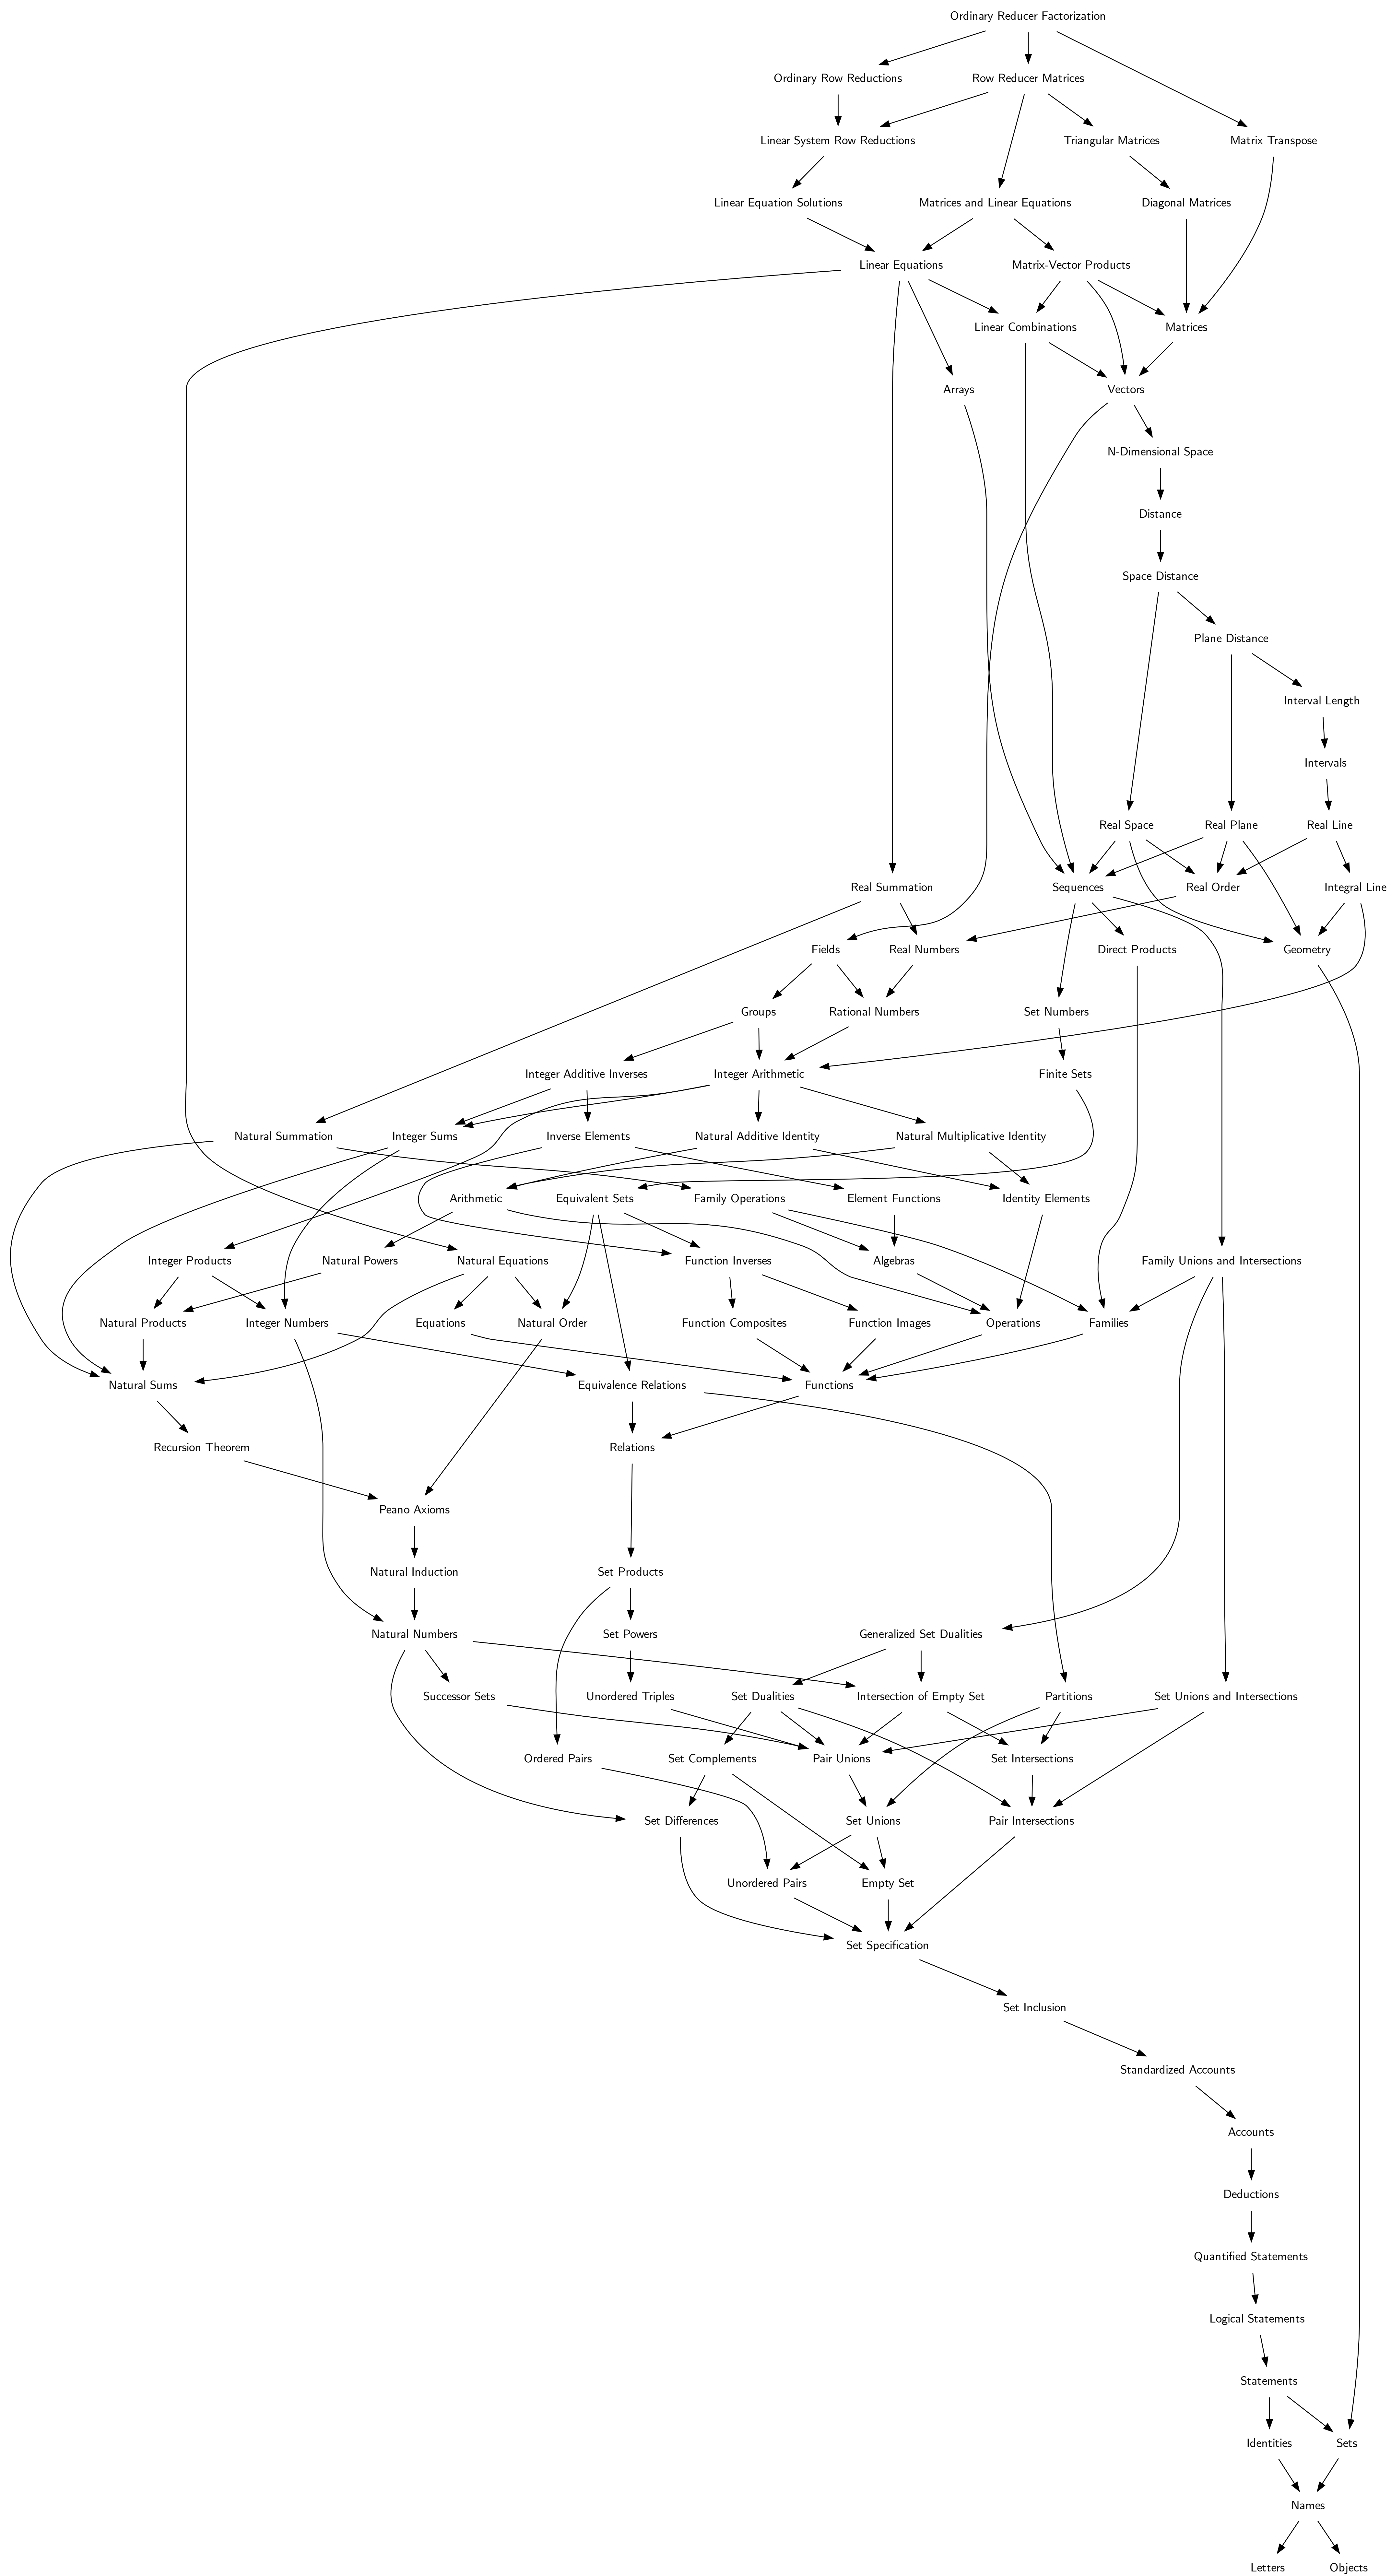 Ordinary Reducer Factorization
Ordinary Row Reductions
Row Reducer Matrices
Linear System Row Reductions
Triangular Matrices
Matrix Transpose
Linear Equation Solutions
Matrices and Linear Equations
Diagonal Matrices
Linear Equations
Matrix-Vector Products
Linear Combinations
Matrices
Arrays
Vectors
N-Dimensional Space
Distance
Space Distance
Plane Distance
Interval Length
Intervals
Real Space
Real Plane
Real Line
Real Summation
Sequences
Real Order
Integral Line
Fields
Real Numbers
Direct Products
Geometry
Groups
Rational Numbers
Set Numbers
Integer Additive Inverses
Integer Arithmetic
Finite Sets
Natural Summation
Integer Sums
Inverse Elements
Natural Additive Identity
Natural Multiplicative Identity
Arithmetic
Equivalent Sets
Family Operations
Element Functions
Identity Elements
Integer Products
Natural Powers
Natural Equations
Function Inverses
Algebras
Family Unions and Intersections
Natural Products
Integer Numbers
Equations
Natural Order
Function Composites
Function Images
Operations
Families
Natural Sums
Equivalence Relations
Functions
Recursion Theorem
Relations
Peano Axioms
Natural Induction
Set Products
Natural Numbers
Set Powers
Generalized Set Dualities
Successor Sets
Unordered Triples
Set Dualities
Intersection of Empty Set
Partitions
Set Unions and Intersections
Ordered Pairs
Set Complements
Pair Unions
Set Intersections
Set Differences
Set Unions
Pair Intersections
Unordered Pairs
Empty Set
Set Specification
Set Inclusion
Standardized Accounts
Accounts
Deductions
Quantified Statements
Logical Statements
Statements
Identities
Sets
Names
Letters
Objects